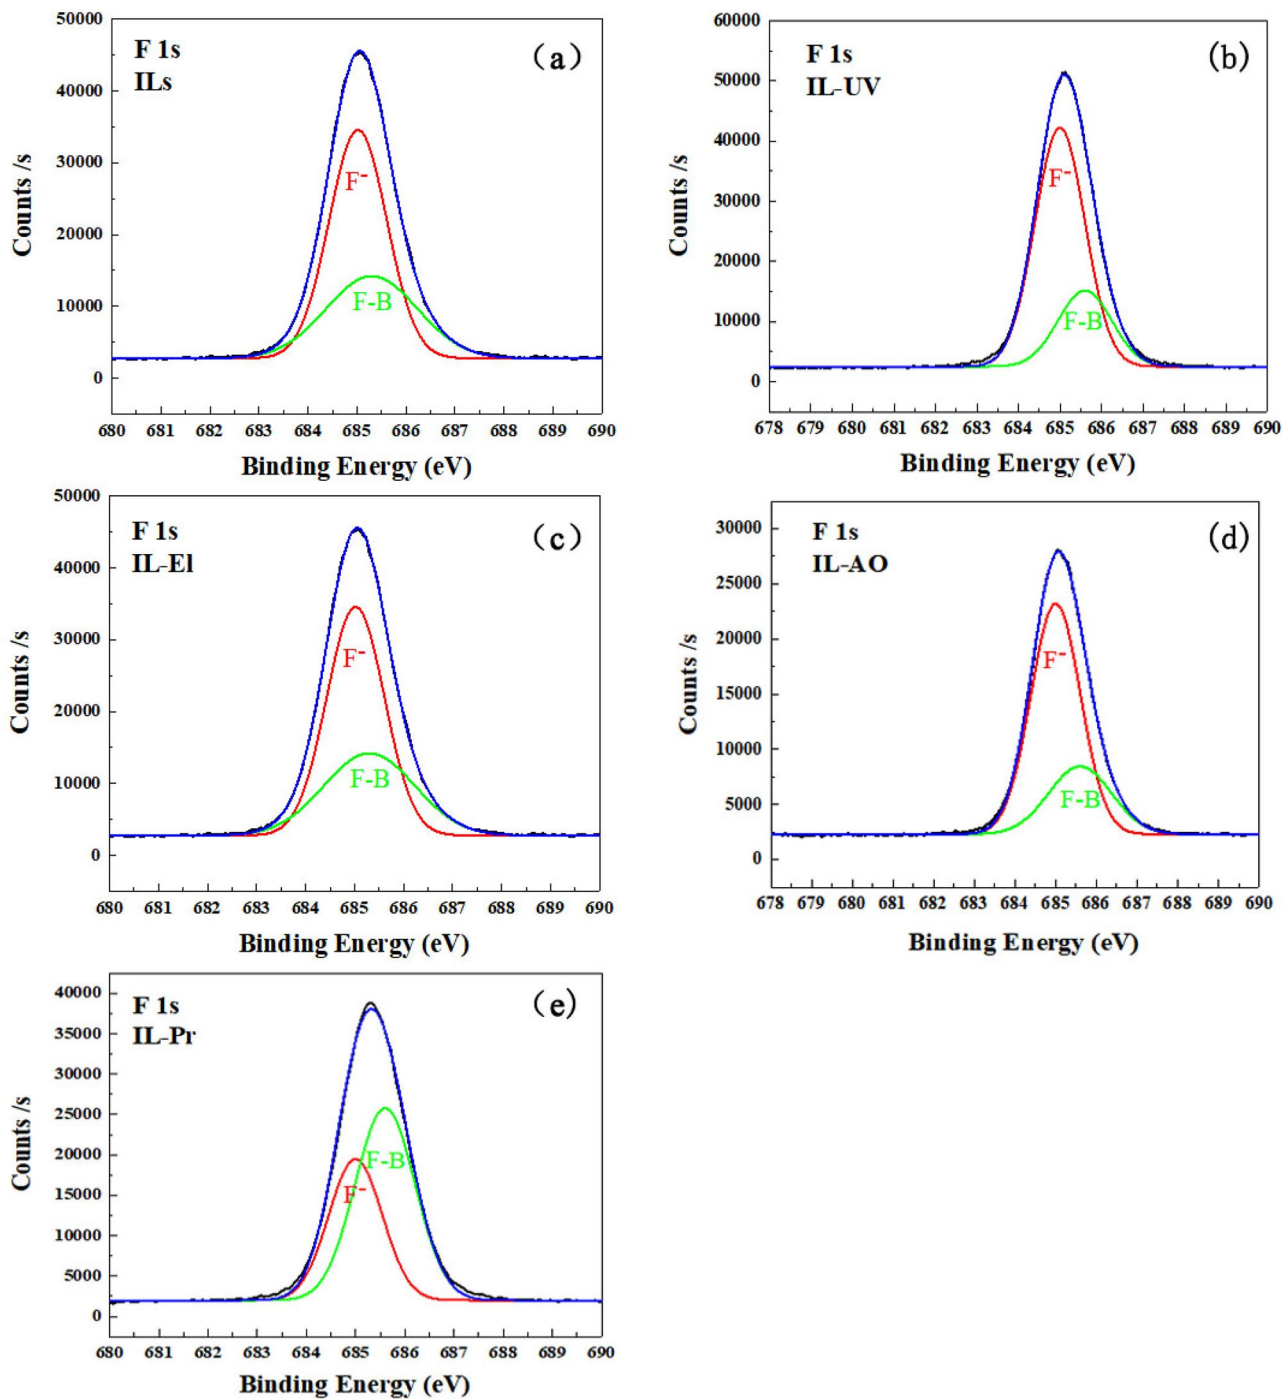 F 1s
ILs
(a)
F⁻
F-B
50000
40000
30000
20000
10000
0
Counts /s
680 681 682 683 684 685 686 687 688 689 690
Binding Energy (eV)
F 1s
IL-UV
(b)
F⁻
F-B
60000
50000
40000
30000
20000
10000
0
Counts /s
678 679 680 681 682 683 684 685 686 687 688 689 690
Binding Energy (eV)
F 1s
IL-El
(c)
F⁻
F-B
50000
40000
30000
20000
10000
0
Counts /s
680 681 682 683 684 685 686 687 688 689 690
Binding Energy (eV)
F 1s
IL-AO
(d)
F⁻
F-B
30000
25000
20000
15000
10000
5000
0
Counts /s
678 679 680 681 682 683 684 685 686 687 688 689 690
Binding Energy (eV)
F 1s
IL-Pr
(e)
F-B
F⁻
40000
35000
30000
25000
20000
15000
10000
5000
0
Counts /s
680 681 682 683 684 685 686 687 688 689 690
Binding Energy (eV)